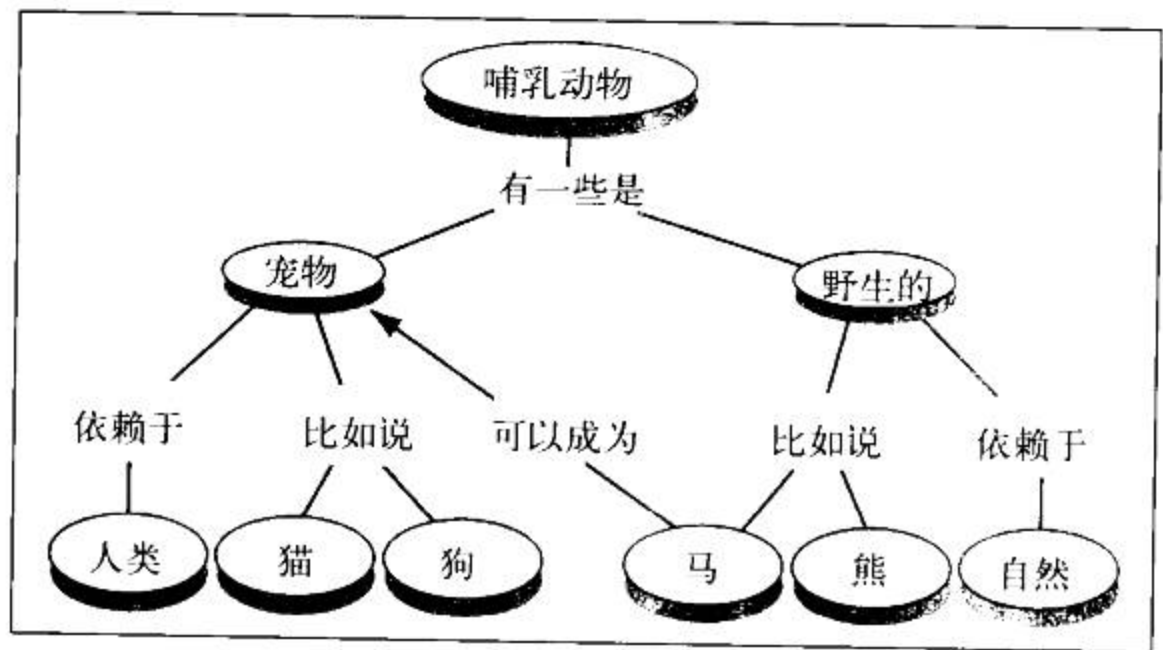 哺乳动物
有一些是
宠物
野生的
依赖于
比如说
可以成为
比如说
依赖于
人类
猫
狗
马
熊
自然